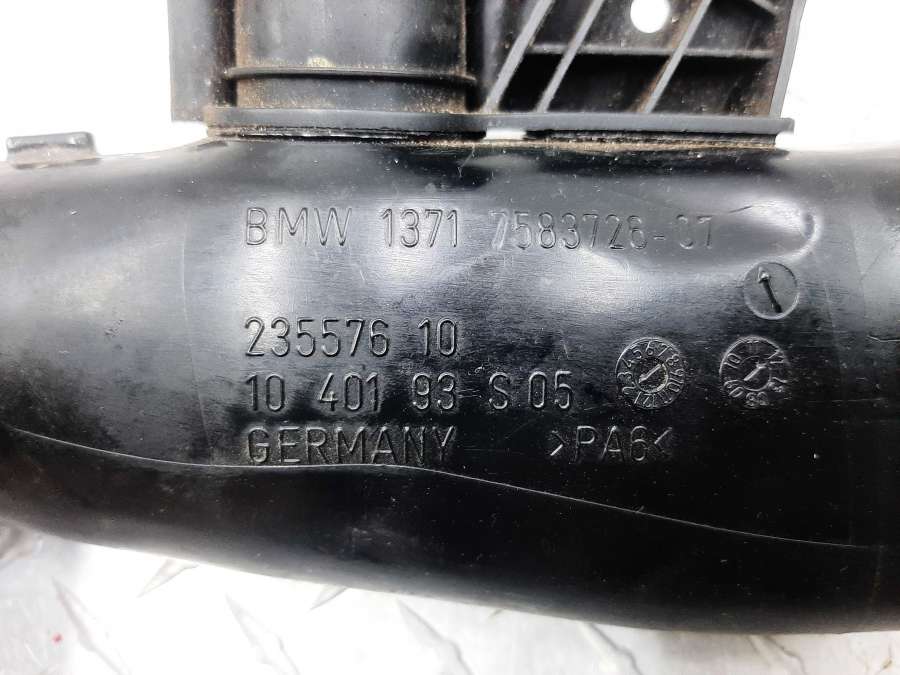 BMW 1371 7583726-07
235576 10
10 401 93 S 05
GERMANY >PA6<